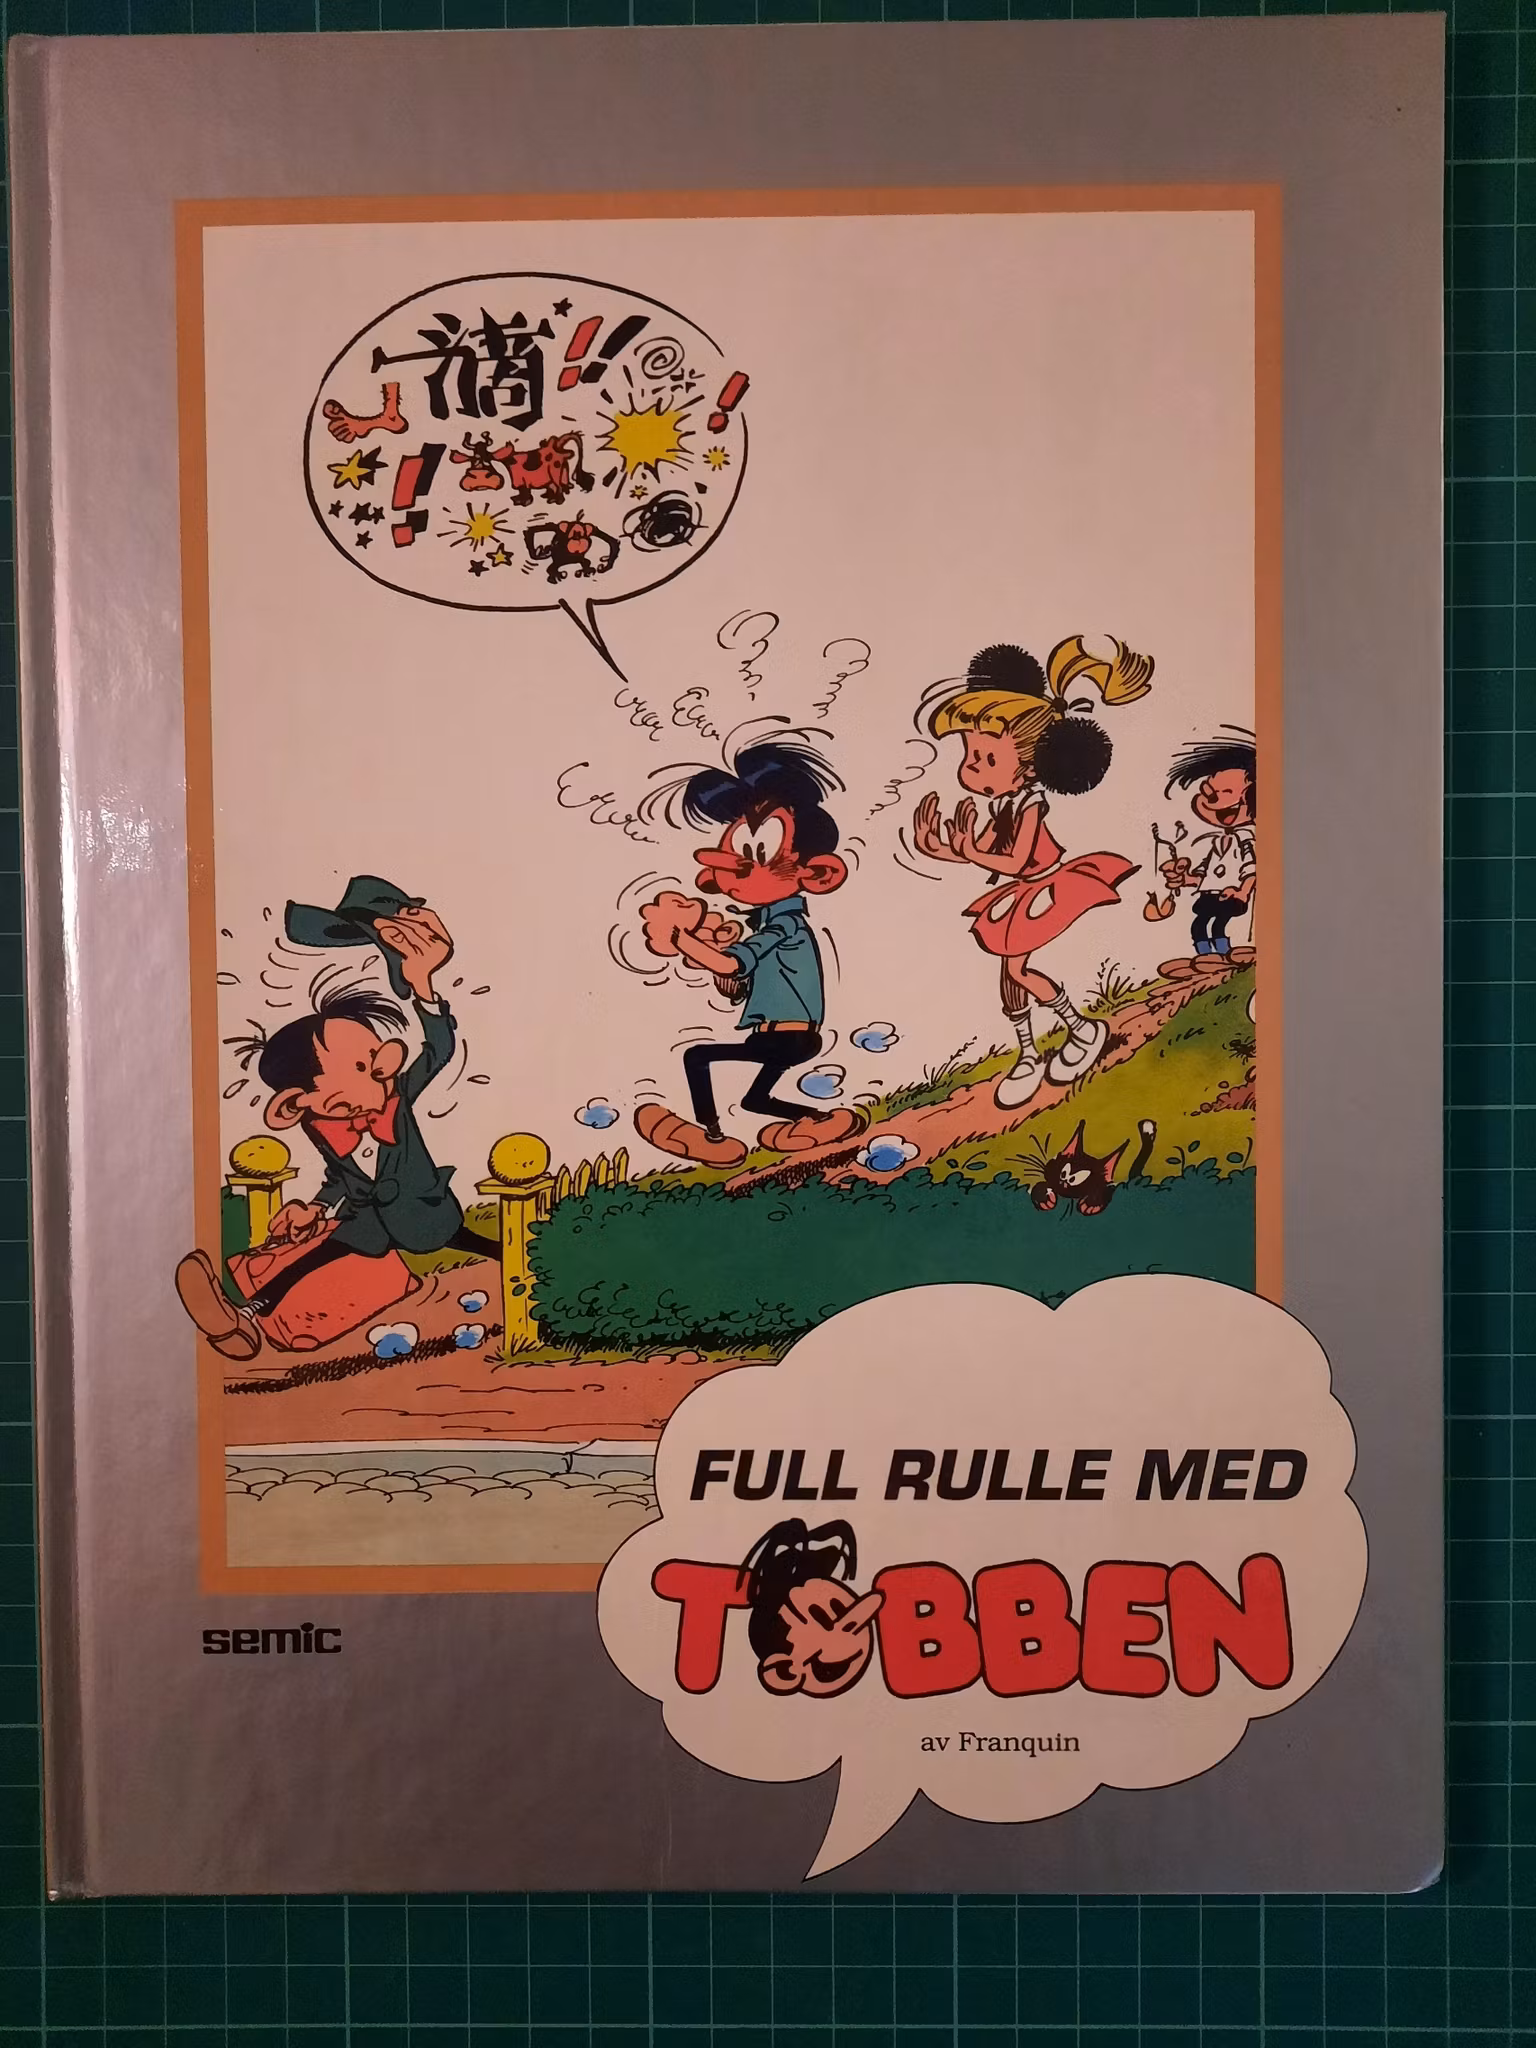 !!
!
!
FULL RULLE MED
TOBBEN
semic
av Franquin